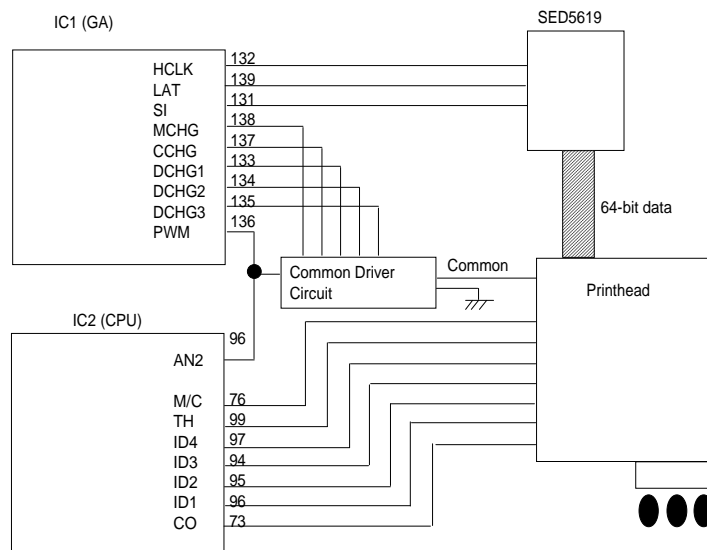 IC1 (GA)
SED5619
HCLK 132
LAT 139
SI 131
MCHG 138
CCHG 137
DCHG1 133
DCHG2 134
DCHG3 135
PWM 136
64-bit data
Common Driver
Circuit
Common
Printhead
IC2 (CPU)
96
AN2
M/C 76
TH 99
ID4 97
ID3 94
ID2 95
ID1 96
CO 73